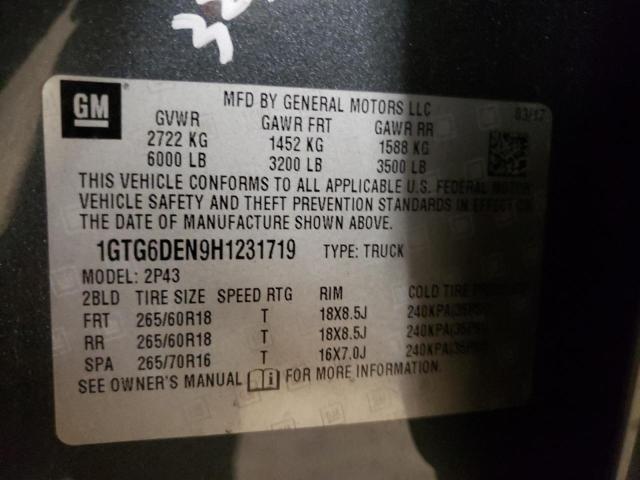 GM
MFD BY GENERAL MOTORS LLC
03/17
GVWR GAWR FRT GAWR RR
2722 KG 1452 KG 1588 KG
6000 LB 3200 LB 3500 LB
THIS VEHICLE CONFORMS TO ALL APPLICABLE U.S. FEDERAL MOTOR
VEHICLE SAFETY AND THEFT PREVENTION STANDARDS IN EFFECT ON
THE DATE OF MANUFACTURE SHOWN ABOVE.
1GTG6DEN9H1231719 TYPE: TRUCK
MODEL: 2P43
2BLD TIRE SIZE SPEED RTG RIM COLD TIRE PRESSURE
FRT 265/60R18 T 18X8.5J 240KPA(35PSI)
RR 265/60R18 T 18X8.5J 240KPA(35PSI)
SPA 265/70R16 T 16X7.0J 240KPA(35PSI)
SEE OWNER'S MANUAL FOR MORE INFORMATION.